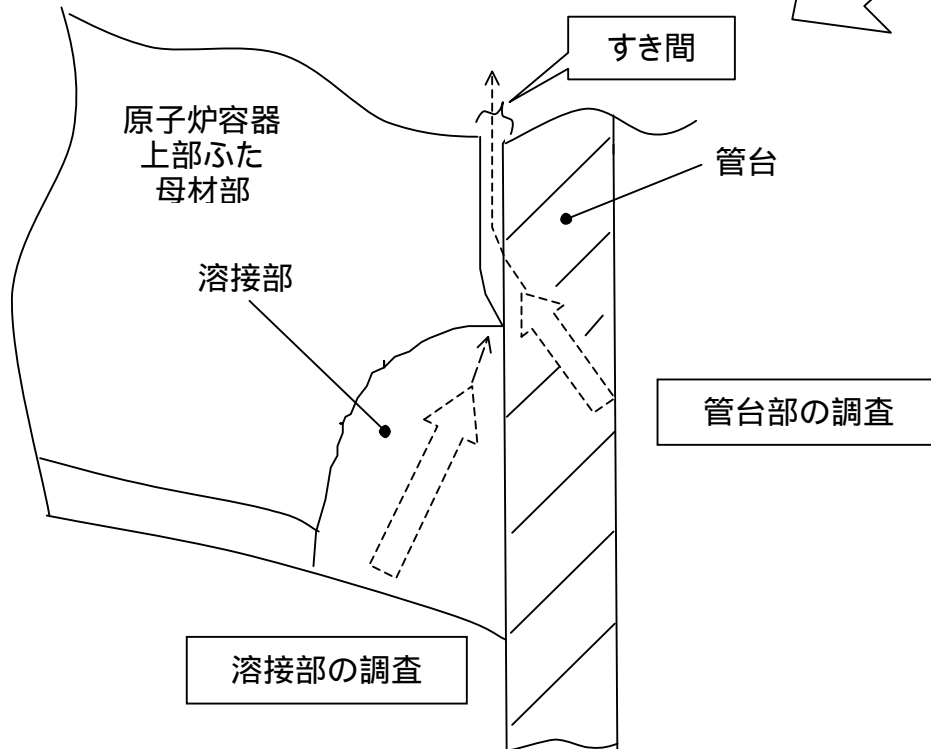 すき間
原子炉容器
上部ふた
母材部
管台
溶接部
管台部の調査
溶接部の調査